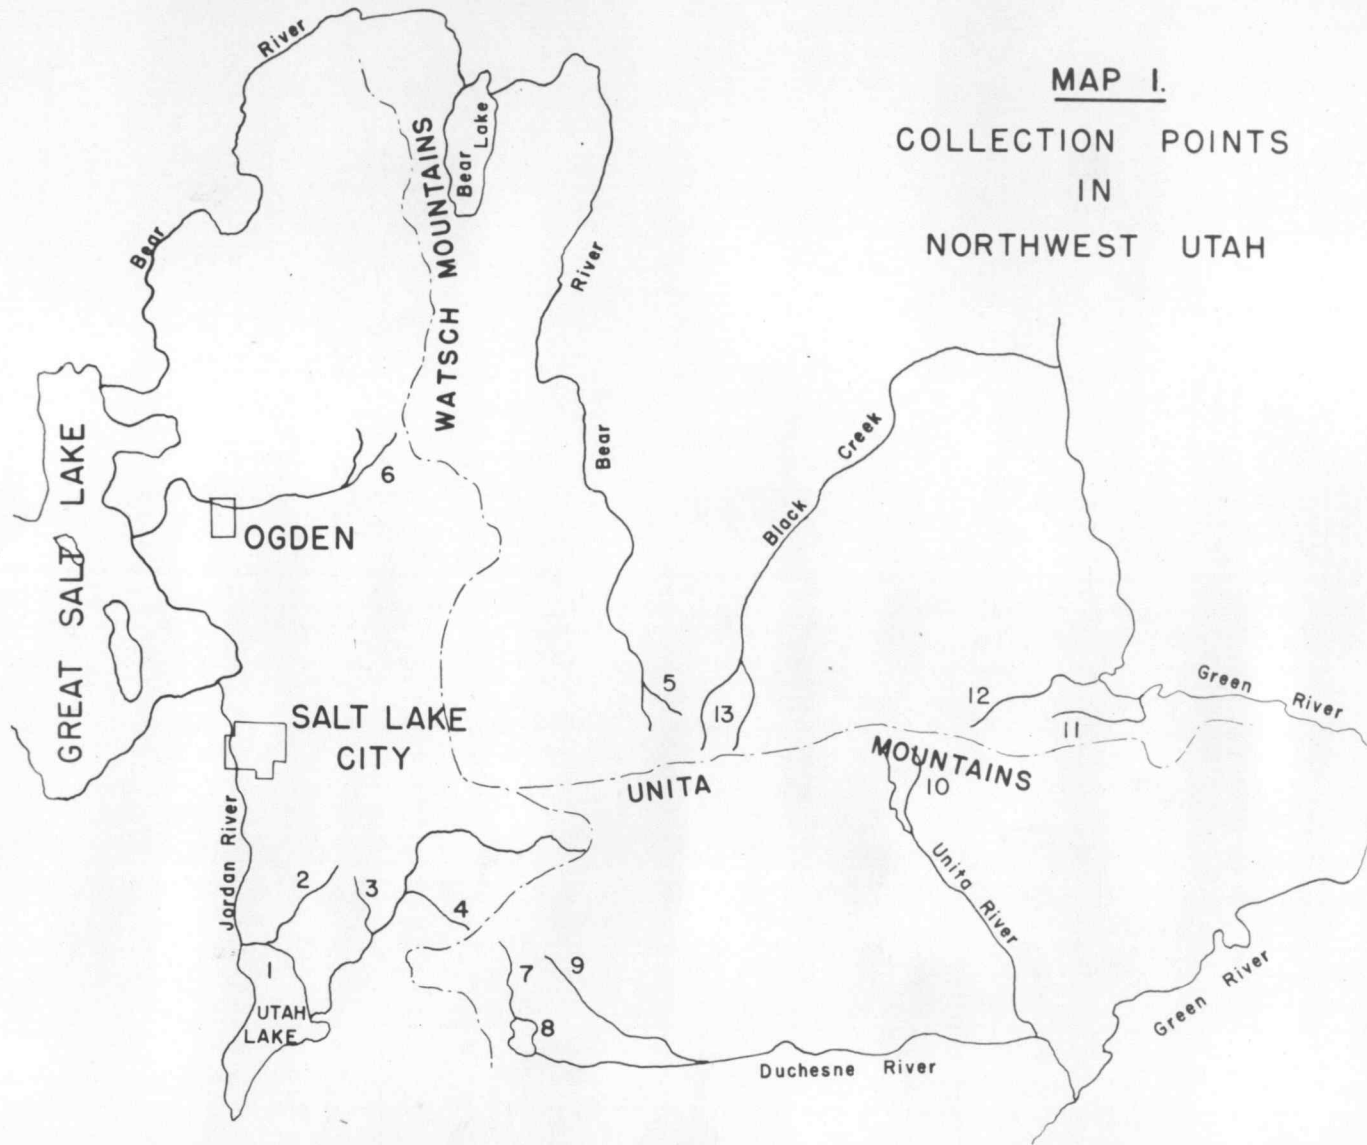 MAP I.
COLLECTION POINTS
IN
NORTHWEST UTAH
River
Bear
WATSCH MOUNTAINS
Bear Lake
River
Bear
Creek
Black
GREAT SALT LAKE
6
OGDEN
5
13
12
11
Green River
SALT LAKE
CITY
UNITA
MOUNTAINS
10
Jordan River
2
3
4
Unita River
1
7
9
UTAH
LAKE
8
Green River
Duchesne River